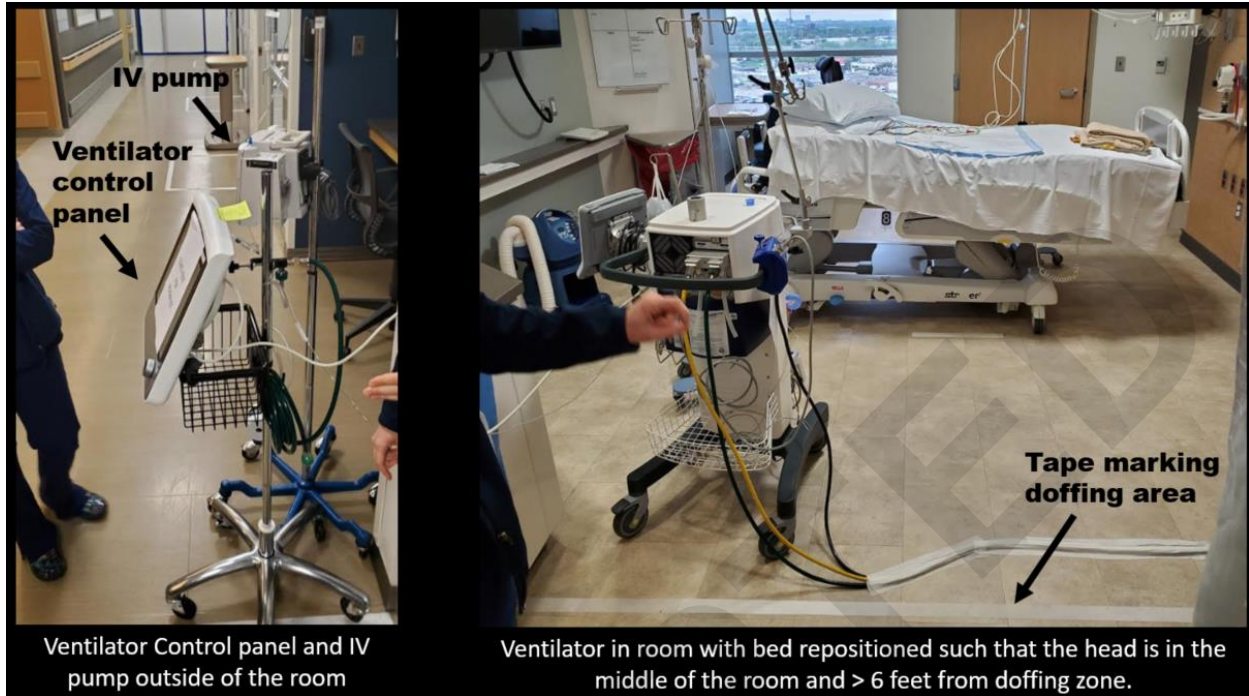 IV pump
Ventilator
control
panel
Ventilator Control panel and IV
pump outside of the room
8
Tape marking
doffing area
Ventilator in room with bed repositioned such that the head is in the
middle of the room and > 6 feet from doffing zone.